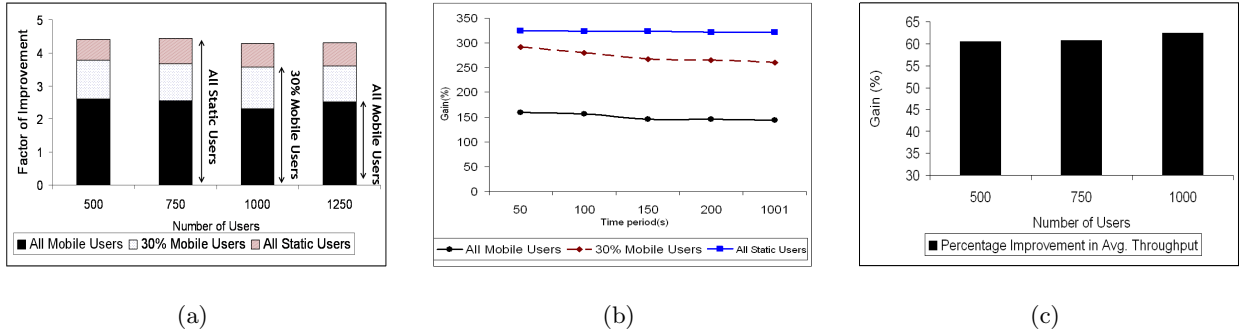 Factor of Improvement
5
4
3
2
1
0
All Static Users
30% Mobile Users
All Mobile Users
500 750 1000 1250
Number of Users
All Mobile Users 30% Mobile Users All Static Users
(a)
Gain(%)
350
300
250
200
150
100
50
0
50 100 150 200 1001
Time period(s)
All Mobile Users 30% Mobile Users All Static Users
(b)
Gain (%)
65
60
55
50
45
40
35
30
500 750 1000
Number of Users
Percentage Improvement in Avg. Throughput
(c)